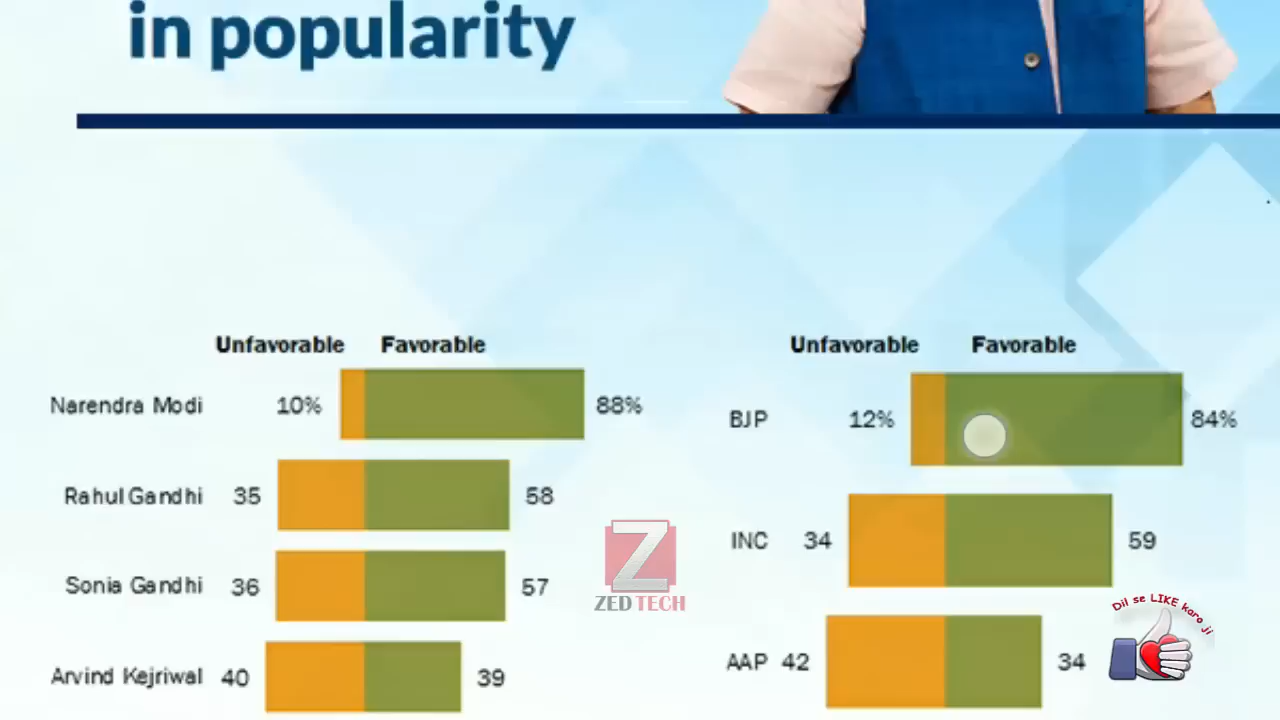 in popularity
Unfavorable Favorable
Narendra Modi 10% 88%
Rahul Gandhi 35 58
Sonia Gandhi 36 57
Arvind Kejriwal 40 39
Unfavorable Favorable
BJP 12% 84%
INC 34 59
AAP 42 34
Z
ZED TECH
Dil se LIKE karo ji